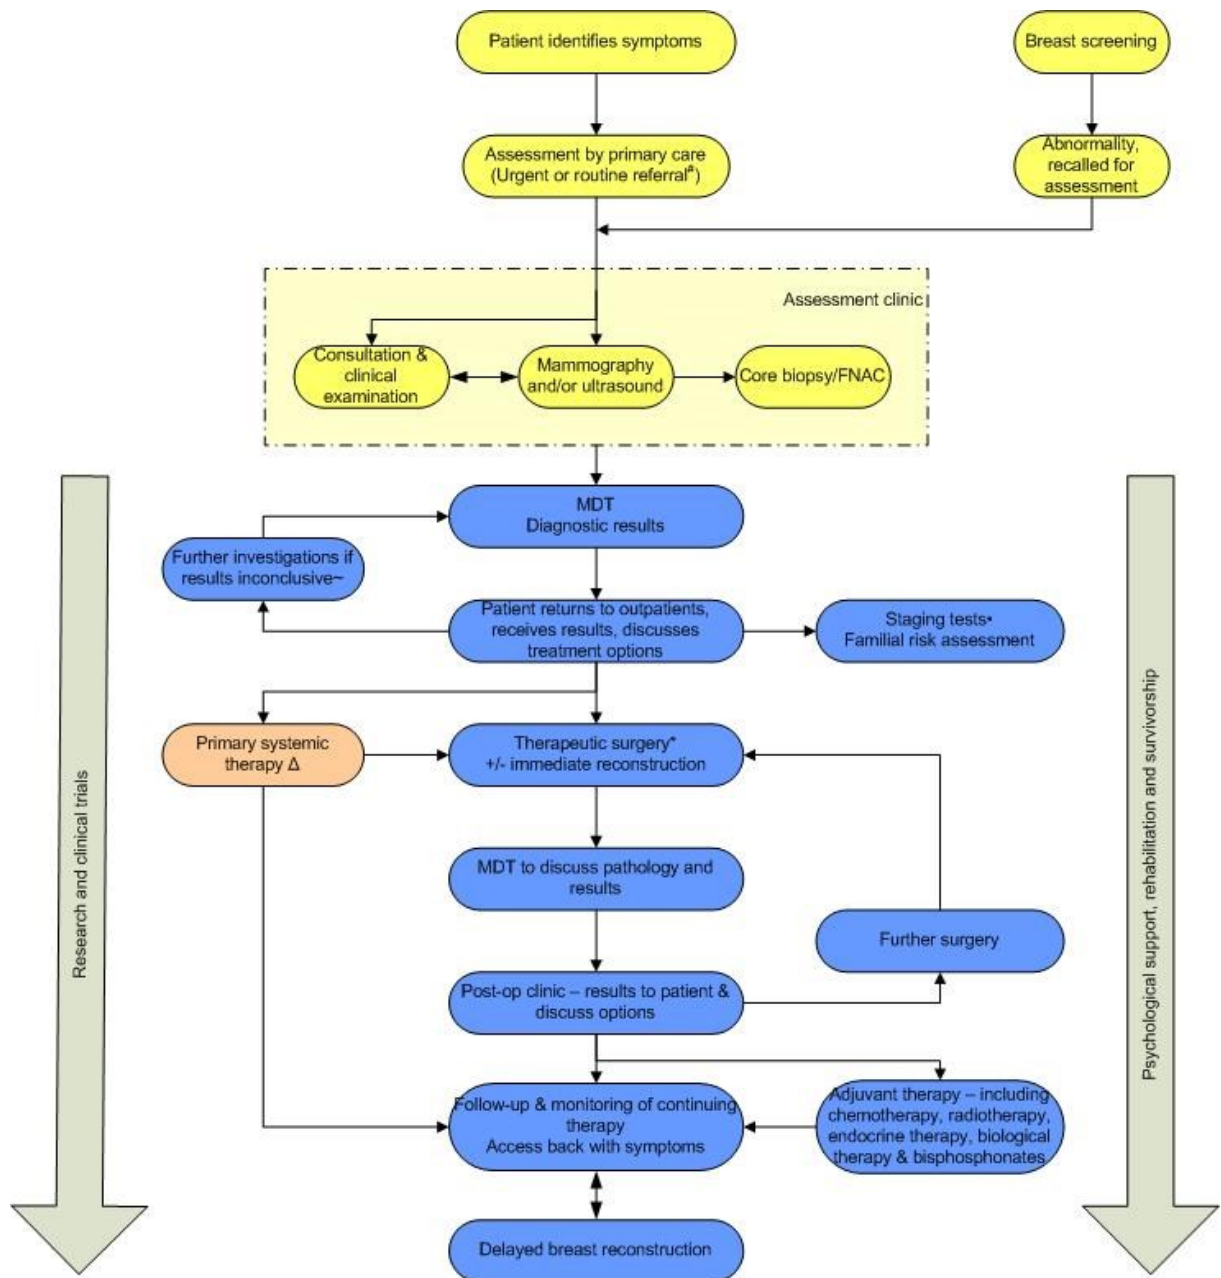 Patient identifies symptoms
Breast screening
Assessment by primary care
(Urgent or routine referral#)
Abnormality,
recalled for
assessment
Assessment clinic
Consultation &
clinical
examination
Mammography
and/or ultrasound
Core biopsy/FNAC
MDT
Diagnostic results
Further investigations if
results inconclusive~
Patient returns to outpatients,
receives results, discusses
treatment options
Staging tests•
Familial risk assessment
Primary systemic
therapy Δ
Therapeutic surgery*
+/- immediate reconstruction
MDT to discuss pathology and
results
Further surgery
Post-op clinic – results to patient &
discuss options
Follow-up & monitoring of continuing
therapy
Access back with symptoms
Adjuvant therapy – including
chemotherapy, radiotherapy,
endocrine therapy, biological
therapy & bisphosphonates
Delayed breast reconstruction
Research and clinical trials
Psychological support, rehabilitation and survivorship